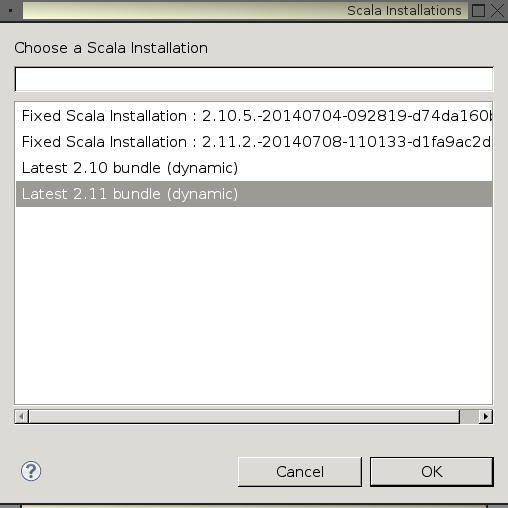 Scala Installations
Choose a Scala Installation
Fixed Scala Installation : 2.10.5.-20140704-092819-d74da160
Fixed Scala Installation : 2.11.2.-20140708-110133-d1fa9ac2d
Latest 2.10 bundle (dynamic)
Latest 2.11 bundle (dynamic)
?
Cancel
OK